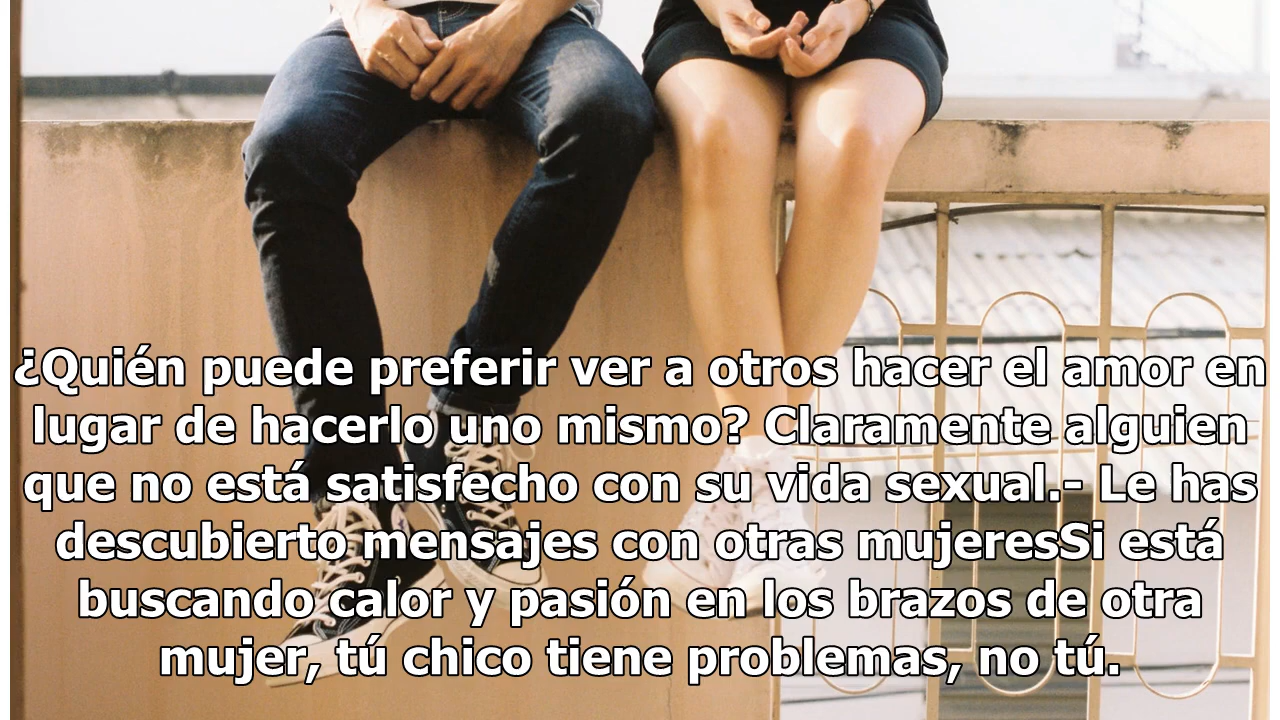 ¿Quién puede preferir ver a otros hacer el amor en
lugar de hacerlo uno mismo? Claramente alguien
que no está satisfecho con su vida sexual.- Le has
descubierto mensajes con otras mujeresSi está
buscando calor y pasión en los brazos de otra
mujer, tú chico tiene problemas, no tú.